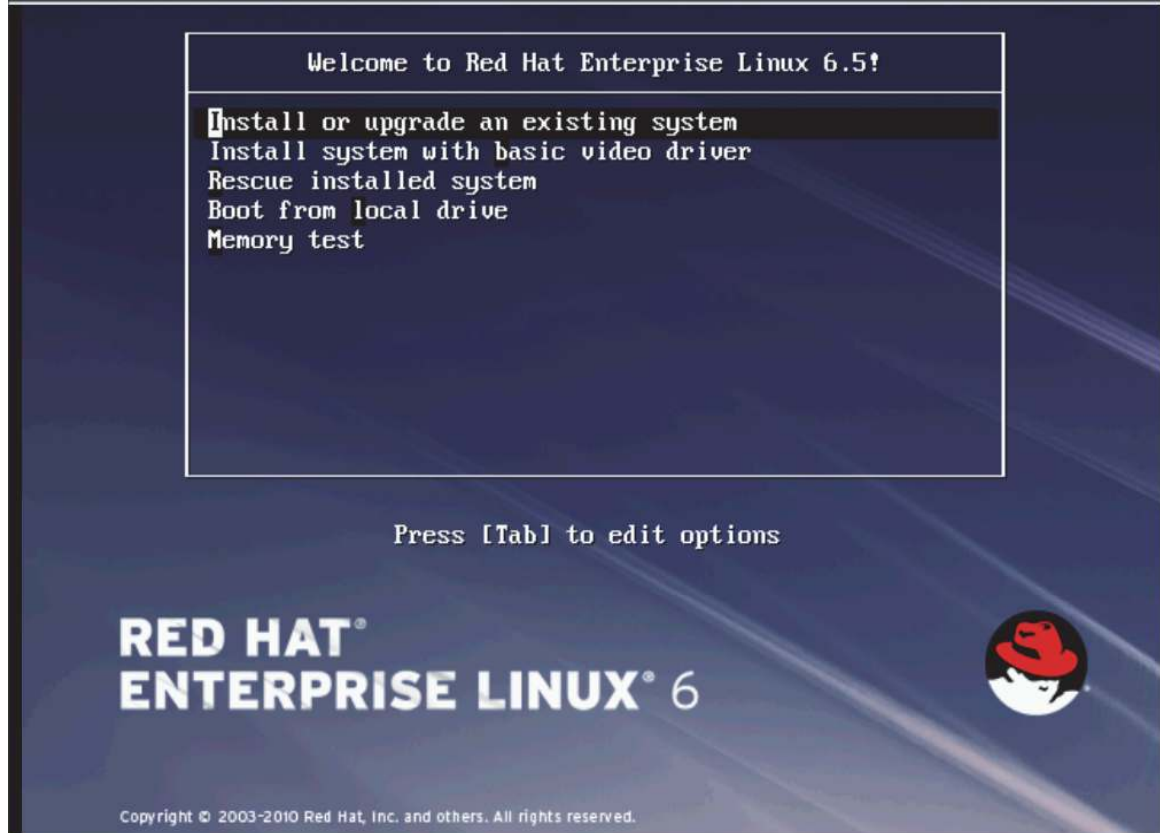 Welcome to Red Hat Enterprise Linux 6.5!
Install or upgrade an existing system
Install system with basic video driver
Rescue installed system
Boot from local drive
Memory test
Press [Tab] to edit options
RED HAT®
ENTERPRISE LINUX® 6
Copyright © 2003-2010 Red Hat, Inc. and others. All rights reserved.